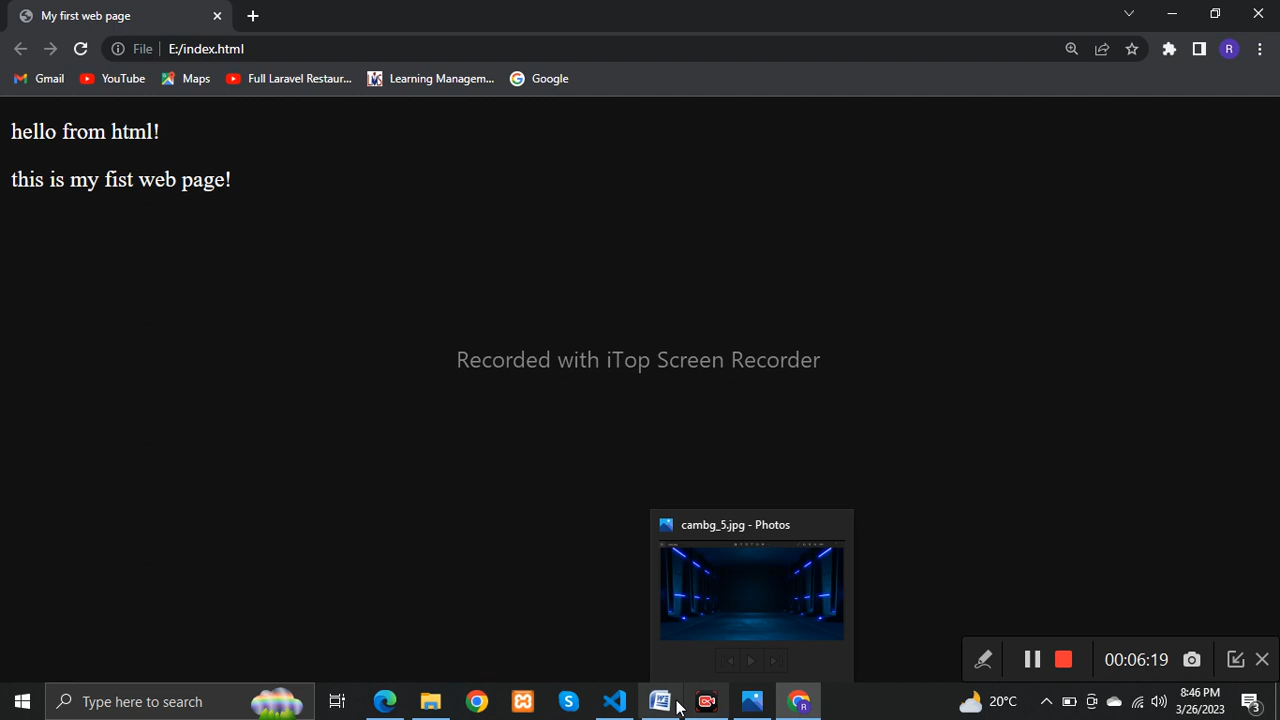 My first web page
File E:/index.html
Gmail YouTube Maps Full Laravel Restaur... Learning Managem... Google R
hello from html!
this is my fist web page!
Recorded with iTop Screen Recorder
cambg_5.jpg - Photos
00:06:19
Type here to search
20°C
8:46 PM
3/26/2023
3